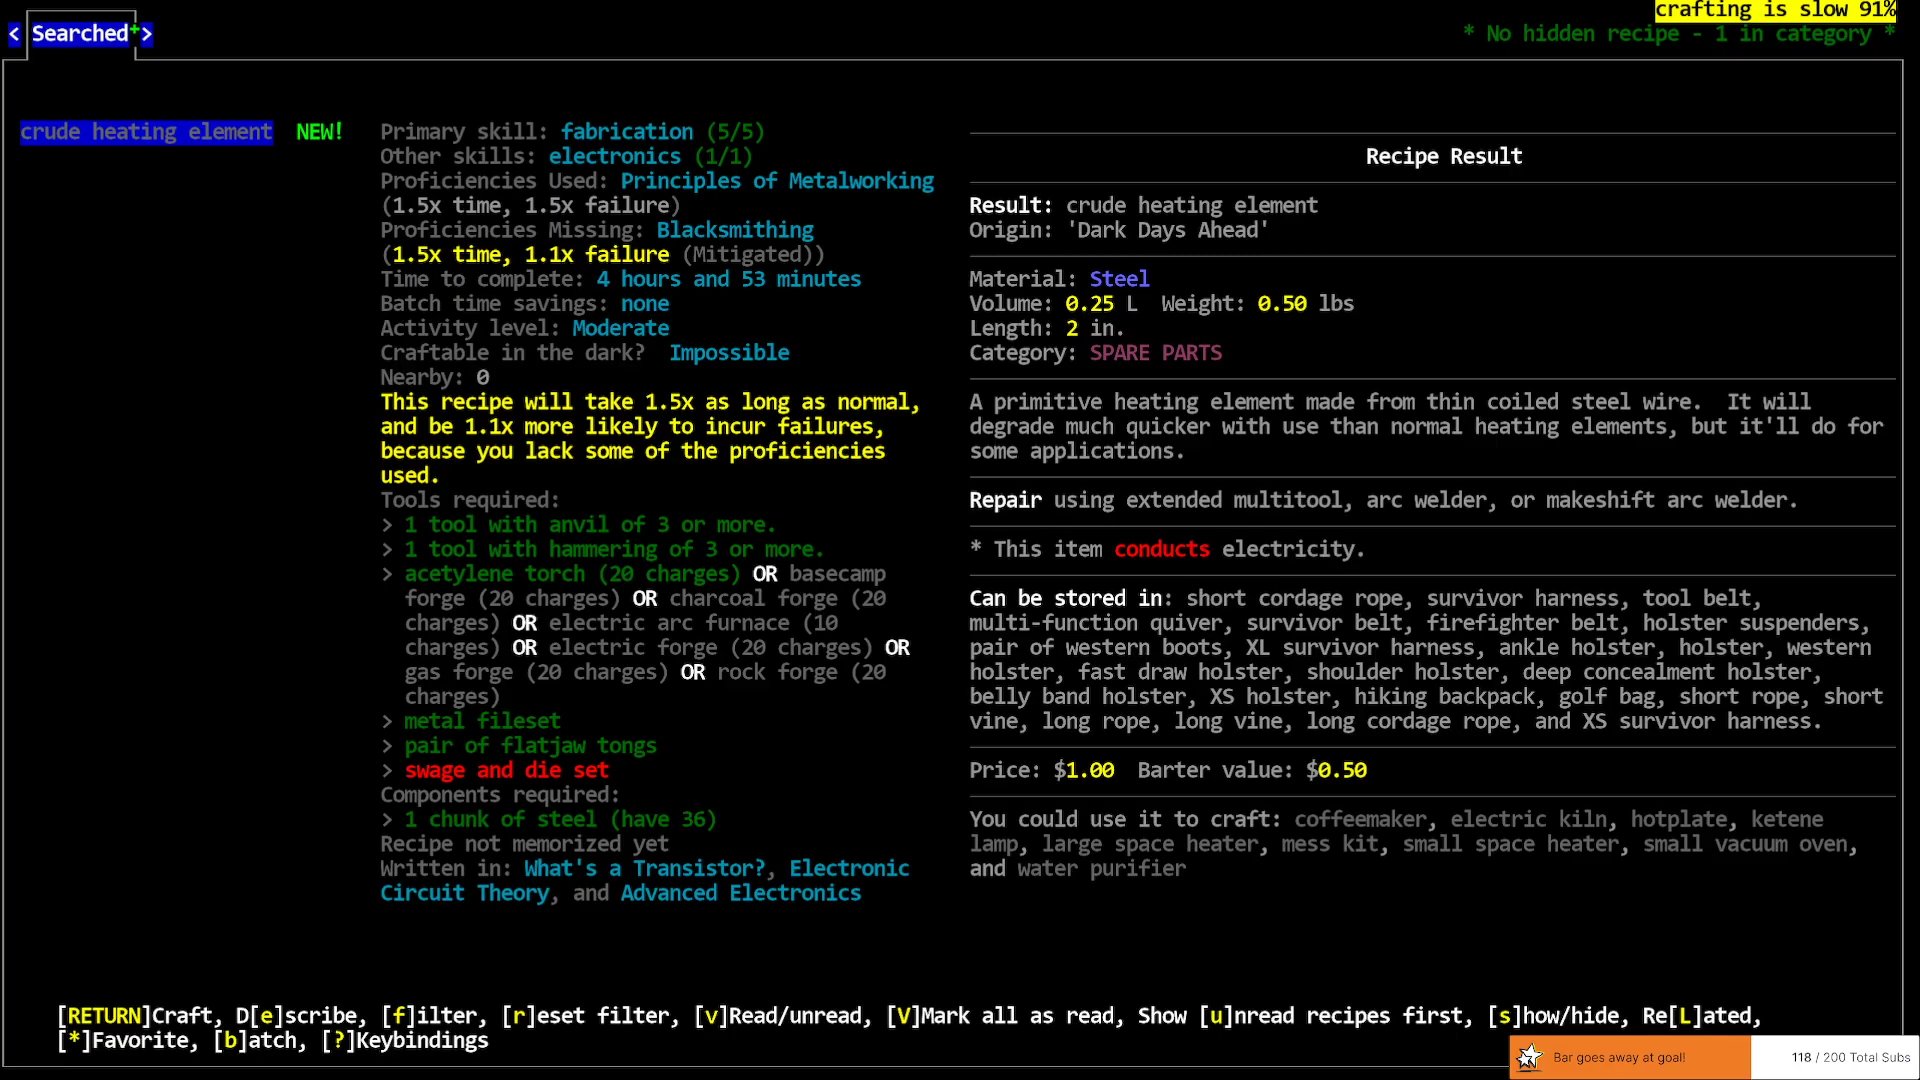 crafting is slow 91%
< Searched+>
* No hidden recipe - 1 in category *
crude heating element NEW!
Primary skill: fabrication (5/5)
Other skills: electronics (1/1)
Proficiencies Used: Principles of Metalworking
(1.5x time, 1.5x failure)
Proficiencies Missing: Blacksmithing
(1.5x time, 1.1x failure (Mitigated))
Time to complete: 4 hours and 53 minutes
Batch time savings: none
Activity level: Moderate
Craftable in the dark? Impossible
Nearby: 0
This recipe will take 1.5x as long as normal,
and be 1.1x more likely to incur failures,
because you lack some of the proficiencies
used.
Tools required:
> 1 tool with anvil of 3 or more.
> 1 tool with hammering of 3 or more.
> acetylene torch (20 charges) OR basecamp
forge (20 charges) OR charcoal forge (20
charges) OR electric arc furnace (10
charges) OR electric forge (20 charges) OR
gas forge (20 charges) OR rock forge (20
charges)
> metal fileset
> pair of flatjaw tongs
> swage and die set
Components required:
> 1 chunk of steel (have 36)
Recipe not memorized yet
Written in: What's a Transistor?, Electronic
Circuit Theory, and Advanced Electronics
Recipe Result
Result: crude heating element
Origin: 'Dark Days Ahead'
Material: Steel
Volume: 0.25 L Weight: 0.50 lbs
Length: 2 in.
Category: SPARE PARTS
A primitive heating element made from thin coiled steel wire. It will
degrade much quicker with use than normal heating elements, but it'll do for
some applications.
Repair using extended multitool, arc welder, or makeshift arc welder.
* This item conducts electricity.
Can be stored in: short cordage rope, survivor harness, tool belt,
multi-function quiver, survivor belt, firefighter belt, holster suspenders,
pair of western boots, XL survivor harness, ankle holster, holster, western
holster, fast draw holster, shoulder holster, deep concealment holster,
belly band holster, XS holster, hiking backpack, golf bag, short rope, short
vine, long rope, long vine, long cordage rope, and XS survivor harness.
Price: $1.00 Barter value: $0.50
You could use it to craft: coffeemaker, electric kiln, hotplate, ketene
lamp, large space heater, mess kit, small space heater, small vacuum oven,
and water purifier
[RETURN]Craft, D[e]scribe, [f]ilter, [r]eset filter, [v]Read/unread, [V]Mark all as read, Show [u]nread recipes first, [s]how/hide, Re[L]ated,
[*]Favorite, [b]atch, [?]Keybindings
Bar goes away at goal!
118 / 200 Total Subs